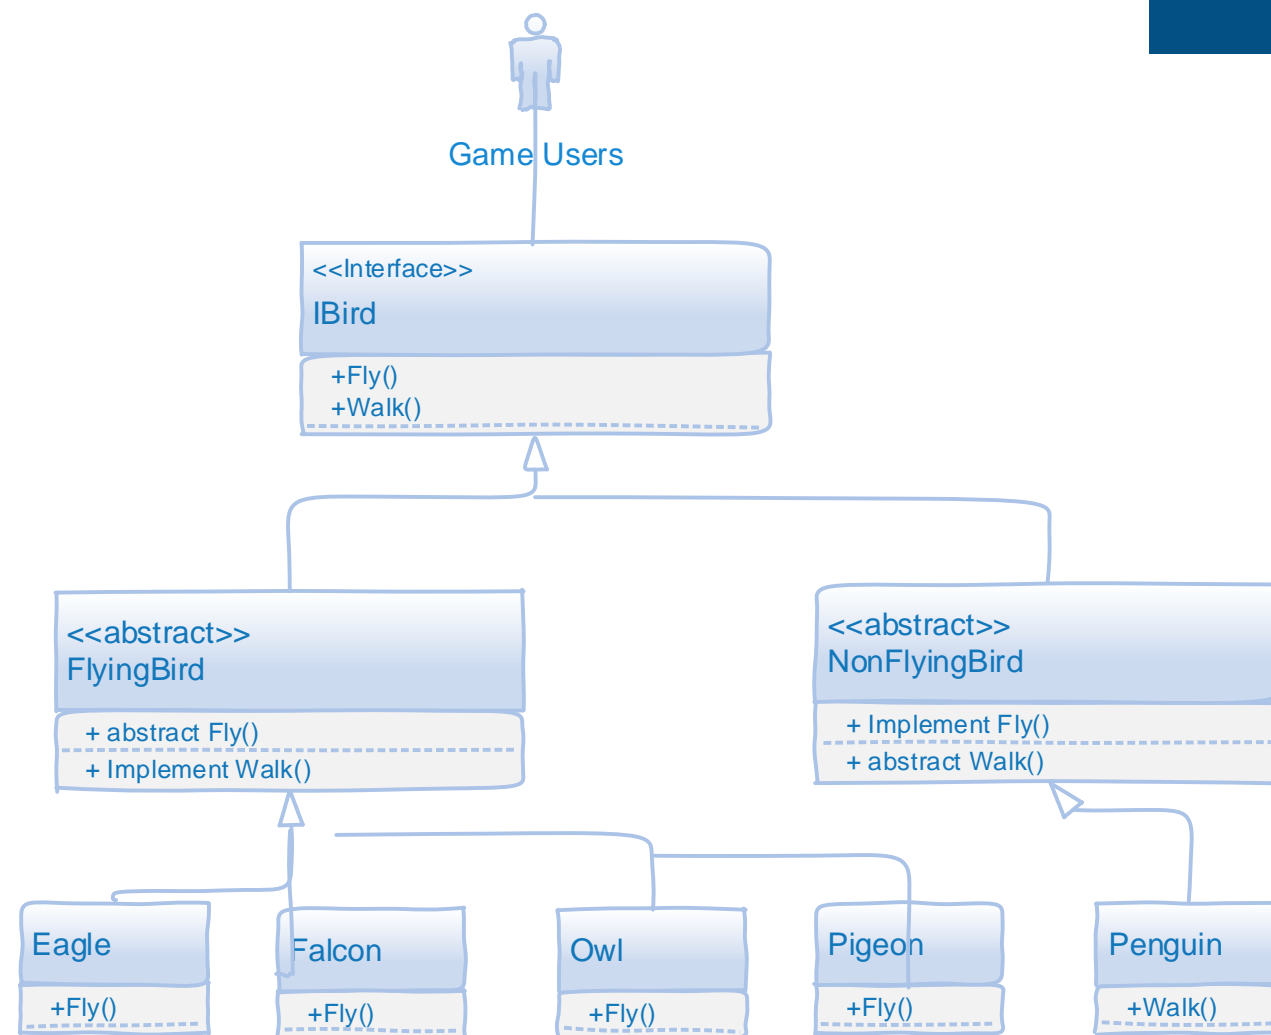 Game Users
<<Interface>>
IBird
+Fly()
+Walk()
<<abstract>>
FlyingBird
+ abstract Fly()
+ Implement Walk()
<<abstract>>
NonFlyingBird
+ Implement Fly()
+ abstract Walk()
Eagle
+Fly()
Falcon
+Fly()
Owl
+Fly()
Pigeon
+Fly()
Penguin
+Walk()